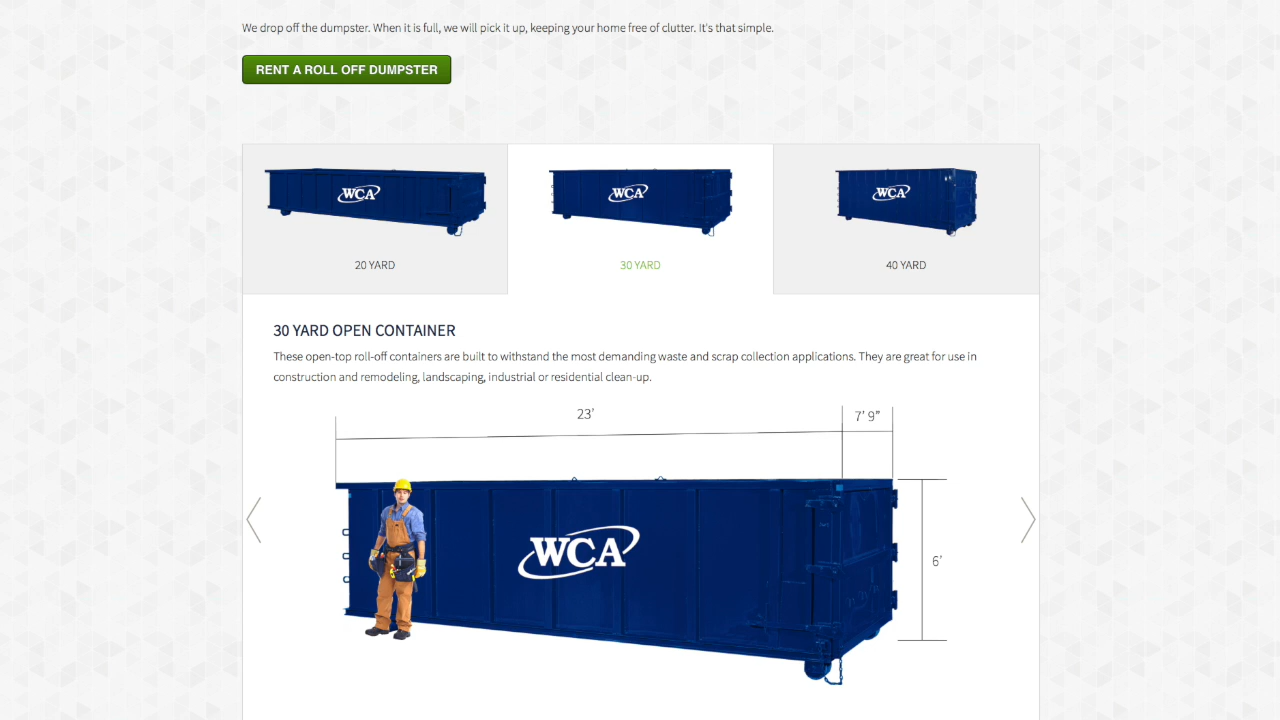 We drop off the dumpster. When it is full, we will pick it up, keeping your home free of clutter. It's that simple.
RENT A ROLL OFF DUMPSTER
WCA
WCA
WCA
20 YARD
30 YARD
40 YARD
30 YARD OPEN CONTAINER
These open-top roll-off containers are built to withstand the most demanding waste and scrap collection applications. They are great for use in
construction and remodeling, landscaping, industrial or residential clean-up.
23'
7' 9”
WCA
6'